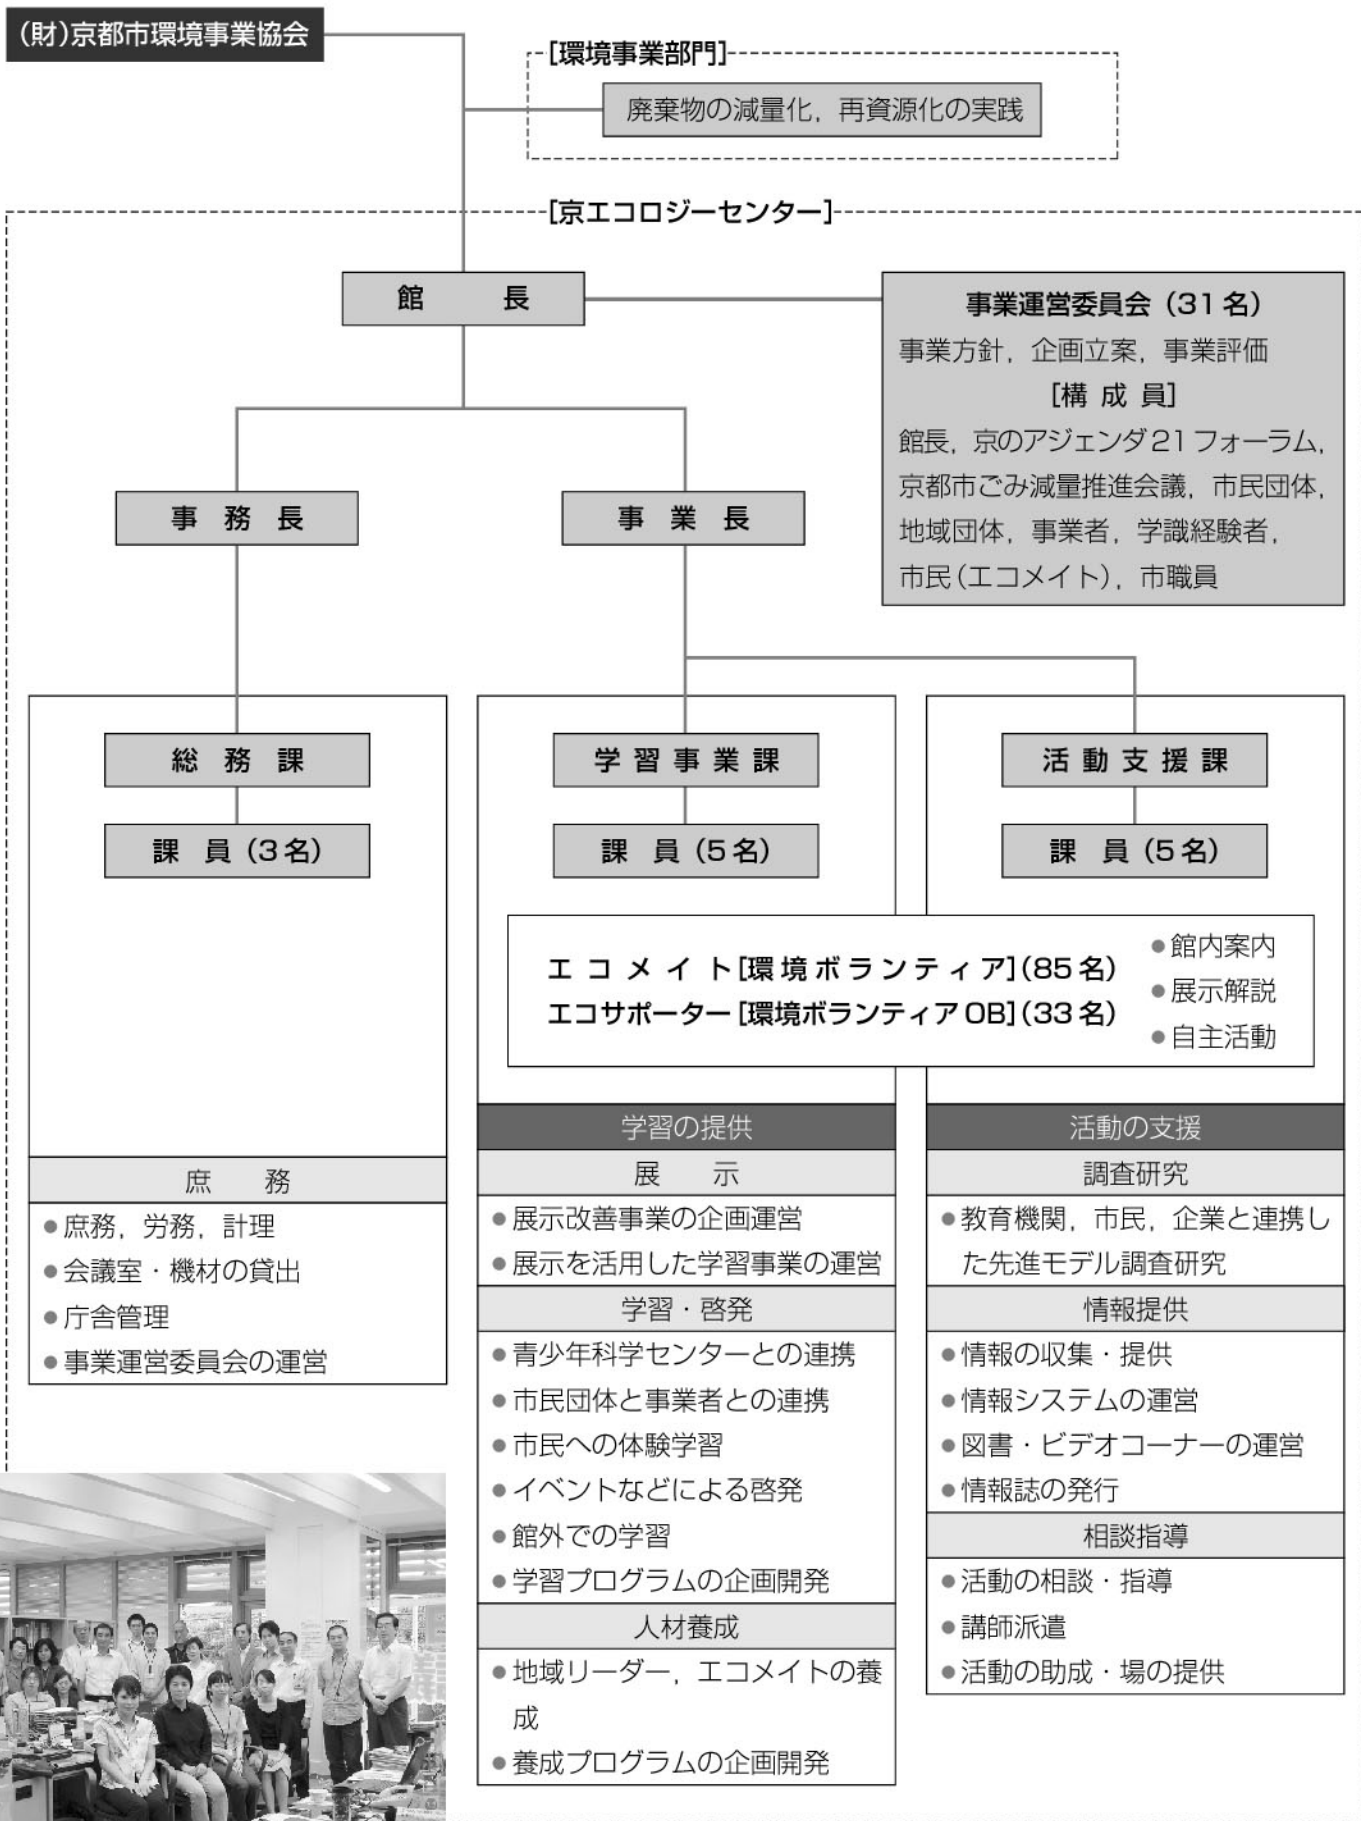 (財)京都市環境事業協会
[環境事業部門]
廃棄物の減量化，再資源化の実践
[京エコロジーセンター]
館　長
事業運営委員会（31名）
事業方針，企画立案，事業評価
[構成員]
館長，京のアジェンダ21フォーラム，
京都市ごみ減量推進会議，市民団体，
地域団体，事業者，学識経験者，
市民(エコメイト)，市職員
事務長
事業長
総務課
課員（3名）
学習事業課
課員（5名）
活動支援課
課員（5名）
エコメイト[環境ボランティア](85名)
エコサポーター[環境ボランティアOB](33名)
●館内案内
●展示解説
●自主活動
庶　務
●庶務，労務，計理
●会議室・機材の貸出
●庁舎管理
●事業運営委員会の運営
学習の提供
展　示
●展示改善事業の企画運営
●展示を活用した学習事業の運営
学習・啓発
●青少年科学センターとの連携
●市民団体と事業者との連携
●市民への体験学習
●イベントなどによる啓発
●館外での学習
●学習プログラムの企画開発
人材養成
●地域リーダー，エコメイトの養
成
●養成プログラムの企画開発
活動の支援
調査研究
●教育機関，市民，企業と連携し
た先進モデル調査研究
情報提供
●情報の収集・提供
●情報システムの運営
●図書・ビデオコーナーの運営
●情報誌の発行
相談指導
●活動の相談・指導
●講師派遣
●活動の助成・場の提供